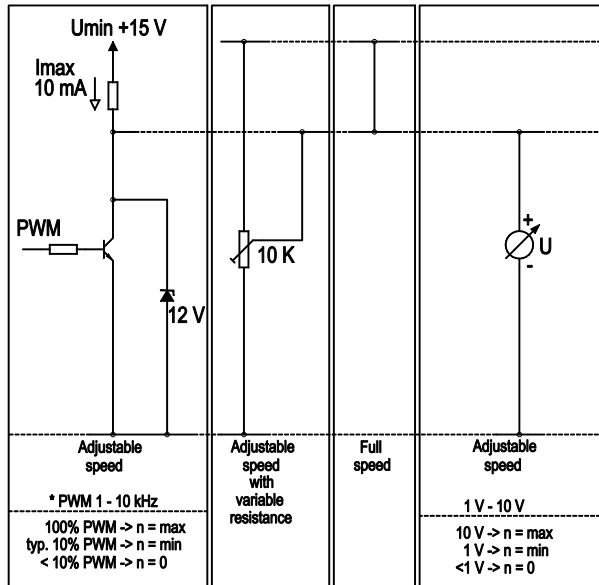 Umin +15 V
Imax
10 mA
PWM
12 V
10 K
+
U
-
Adjustable
speed
* PWM 1 - 10 kHz
100% PWM -> n = max
typ. 10% PWM -> n = min
< 10% PWM -> n = 0
Adjustable
speed
with
variable
resistance
Full
speed
Adjustable
speed
1 V - 10 V
10 V -> n = max
1 V -> n = min
<1 V -> n = 0